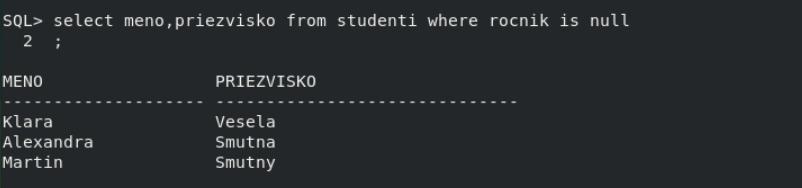 SQL> select meno,priezvisko from studenti where rocnik is null
  2  ;
MENO                 PRIEZVISKO
-------------------- ------------------------------
Klara                Vesela
Alexandra            Smutna
Martin               Smutny